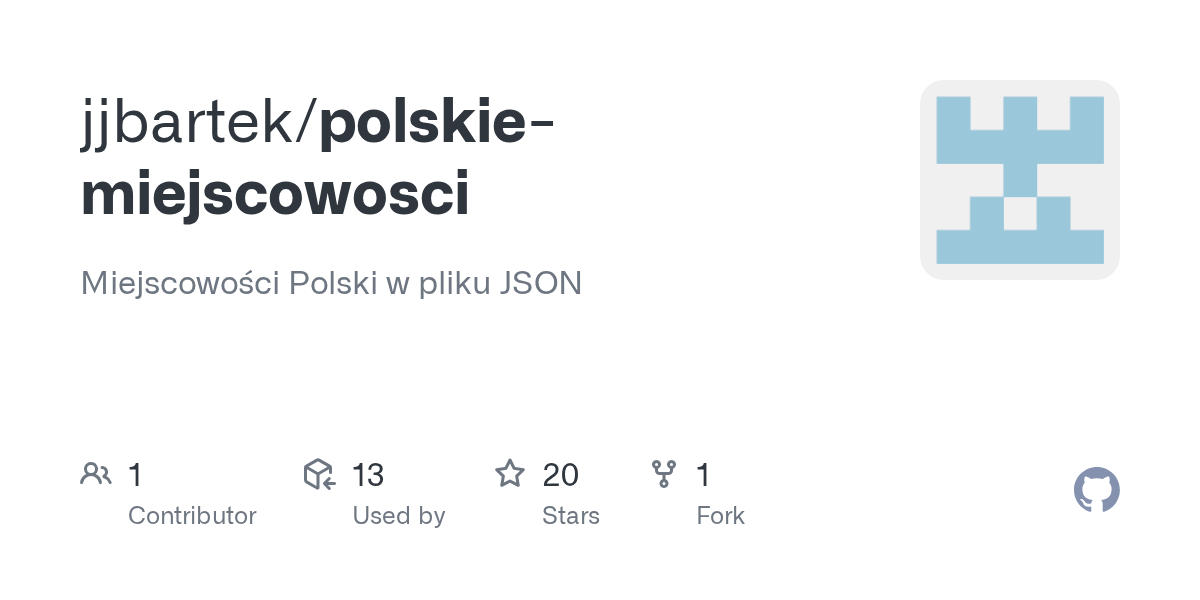 jjbartek/polskie-
miejscowosci
Miejscowości Polski w pliku JSON
1 13 20 1
Contributor Used by Stars Fork